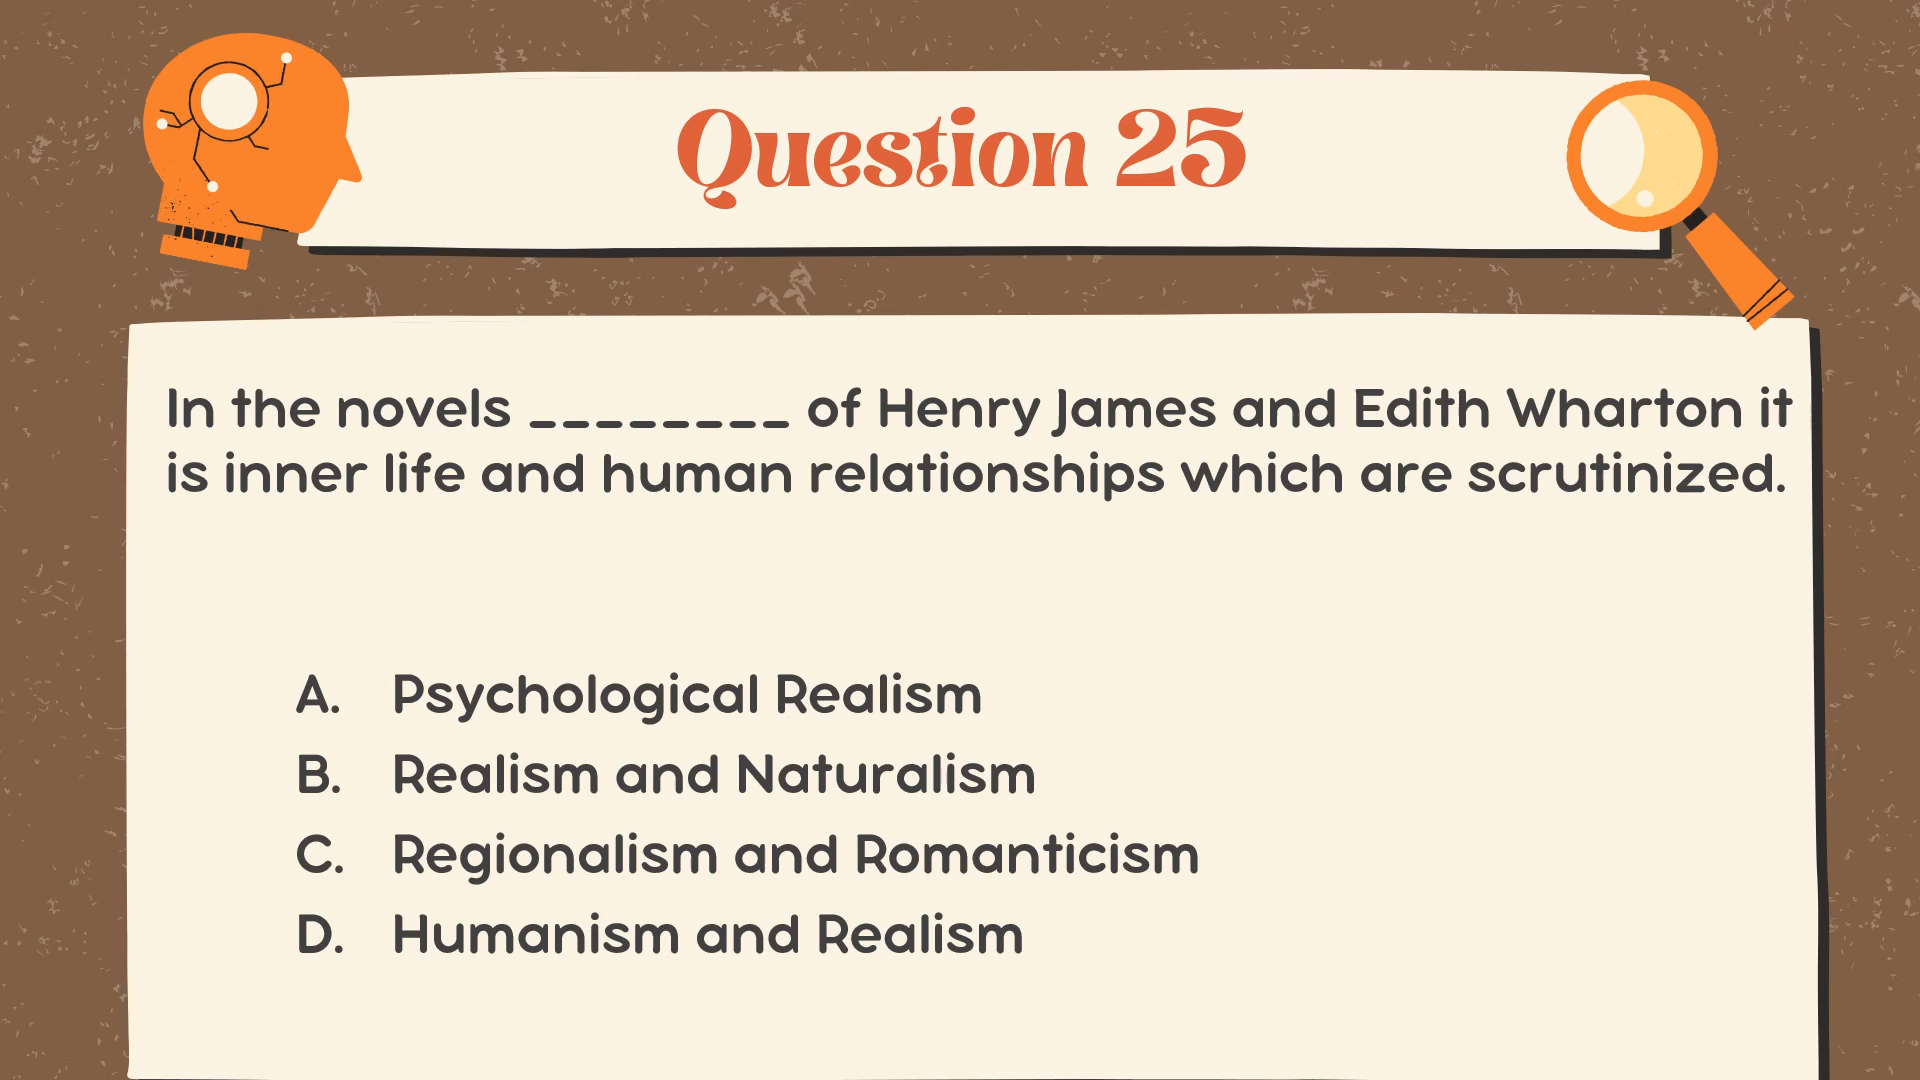 Question 25
In the novels ________ of Henry James and Edith Wharton it
is inner life and human relationships which are scrutinized.
A. Psychological Realism
B. Realism and Naturalism
C. Regionalism and Romanticism
D. Humanism and Realism